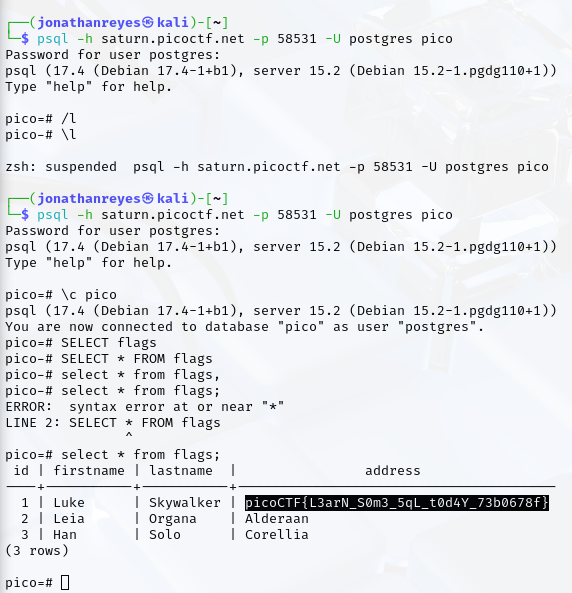 ┌──(jonathanreyes㉿kali)-[~]
└─$ psql -h saturn.picoctf.net -p 58531 -U postgres pico
Password for user postgres:
psql (17.4 (Debian 17.4-1+b1), server 15.2 (Debian 15.2-1.pgdg110+1))
Type "help" for help.
pico=# /l
pico-# \l
zsh: suspended  psql -h saturn.picoctf.net -p 58531 -U postgres pico
┌──(jonathanreyes㉿kali)-[~]
└─$ psql -h saturn.picoctf.net -p 58531 -U postgres pico
Password for user postgres:
psql (17.4 (Debian 17.4-1+b1), server 15.2 (Debian 15.2-1.pgdg110+1))
Type "help" for help.
pico=# \c pico
psql (17.4 (Debian 17.4-1+b1), server 15.2 (Debian 15.2-1.pgdg110+1))
You are now connected to database "pico" as user "postgres".
pico=# SELECT flags
pico-# SELECT * FROM flags
pico-# select * from flags,
pico-# select * from flags;
ERROR:  syntax error at or near "*"
LINE 2: SELECT * FROM flags
               ^
pico=# select * from flags;
 id | firstname | lastname  |                address
----+-----------+-----------+----------------------------------------
  1 | Luke      | Skywalker | picoCTF{L3arN_S0m3_5qL_t0d4Y_73b0678f}
  2 | Leia      | Organa    | Alderaan
  3 | Han       | Solo      | Corellia
(3 rows)
pico=#